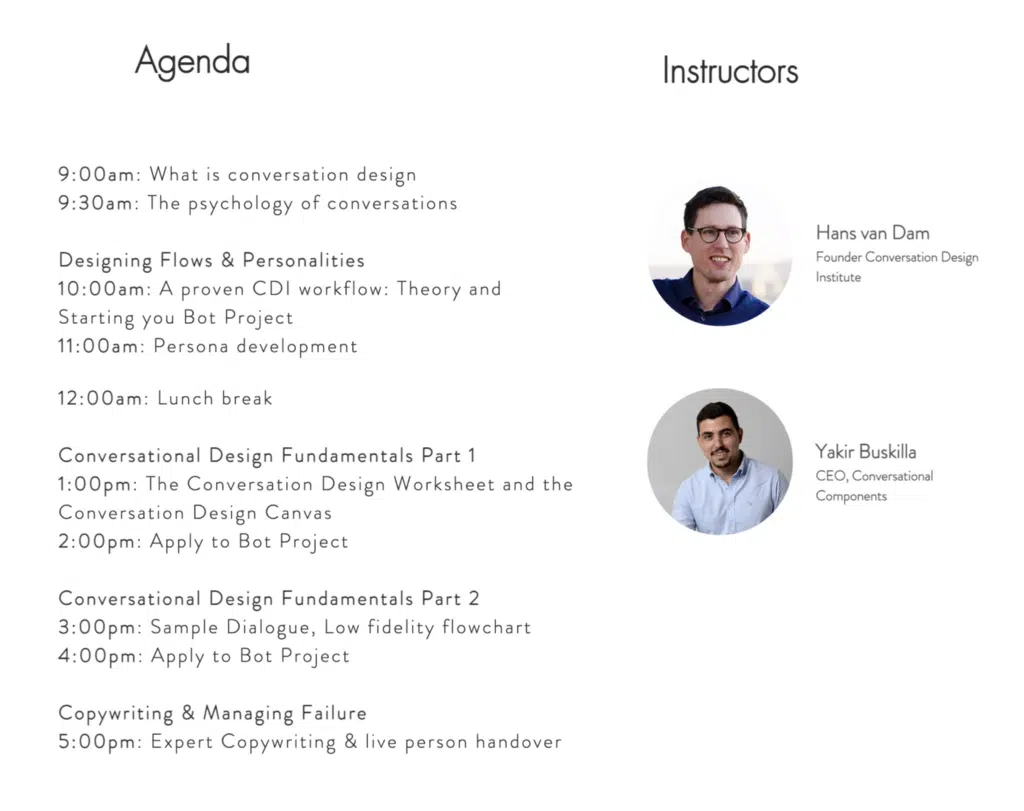 Agenda
9:00am: What is conversation design
9:30am: The psychology of conversations
Designing Flows & Personalities
10:00am: A proven CDI workflow: Theory and
Starting you Bot Project
11:00am: Persona development
12:00am: Lunch break
Conversational Design Fundamentals Part 1
1:00pm: The Conversation Design Worksheet and the
Conversation Design Canvas
2:00pm: Apply to Bot Project
Conversational Design Fundamentals Part 2
3:00pm: Sample Dialogue, Low fidelity flowchart
4:00pm: Apply to Bot Project
Copywriting & Managing Failure
5:00pm: Expert Copywriting & live person handover
Instructors
Hans van Dam
Founder Conversation Design
Institute
Yakir Buskilla
CEO, Conversational
Components